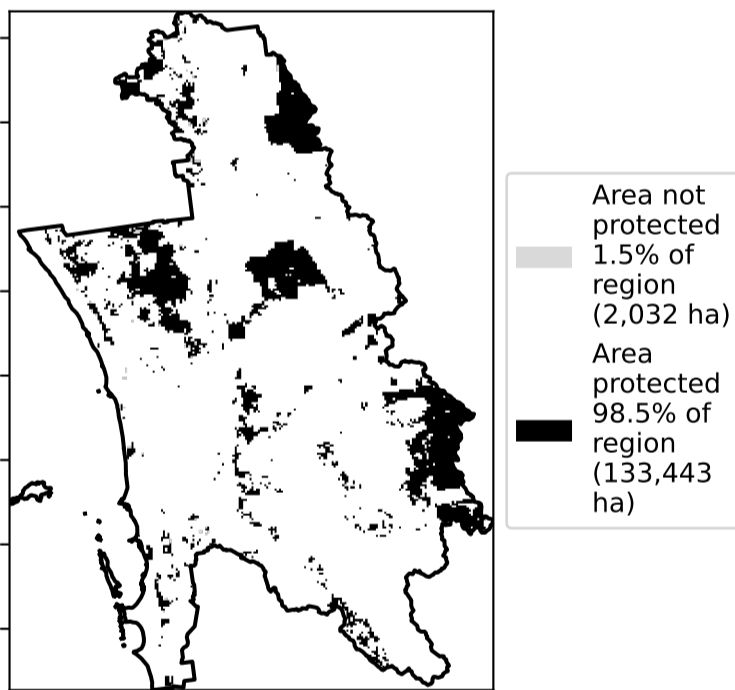 Area not
protected
1.5% of
region
(2,032 ha)
Area
protected
98.5% of
region
(133,443
ha)